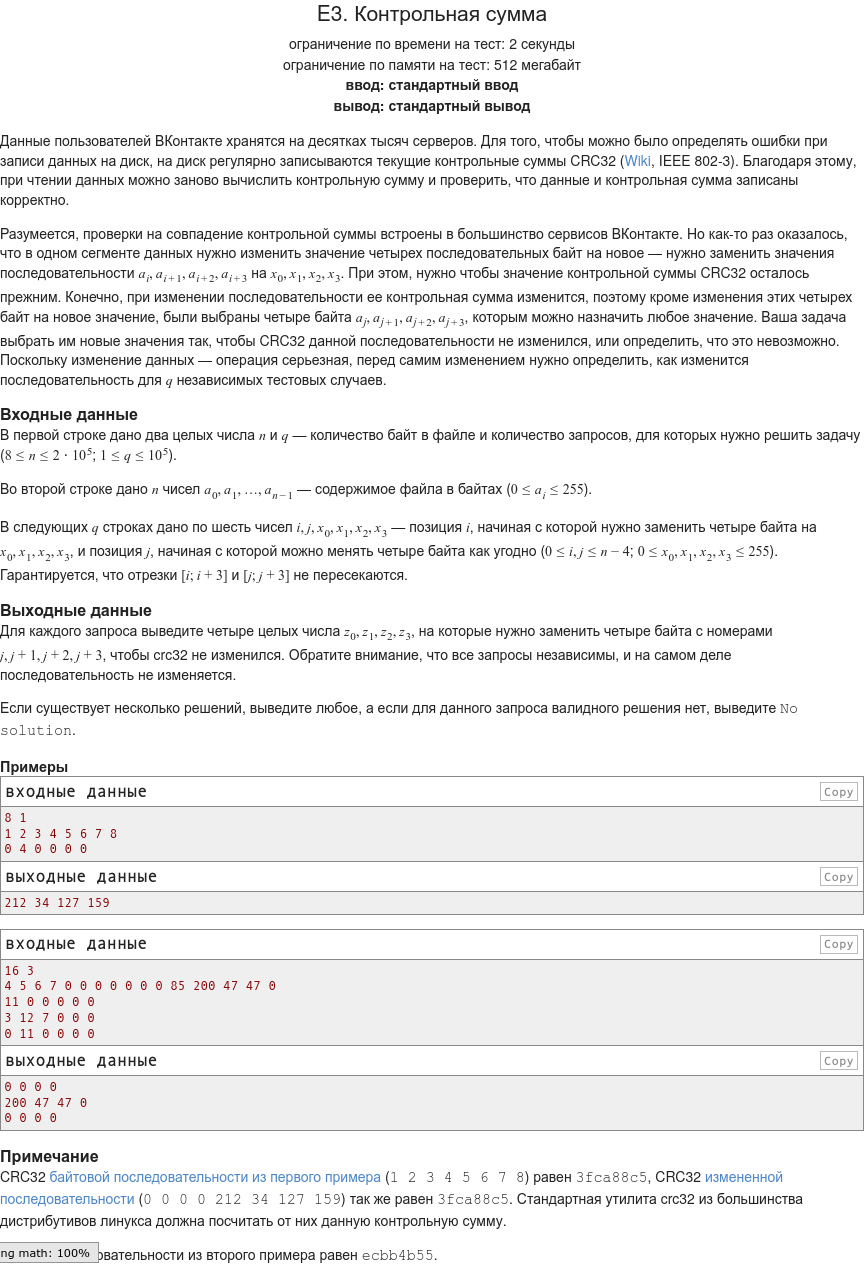 E3. Контрольная сумма
ограничение по времени на тест: 2 секунды
ограничение по памяти на тест: 512 мегабайт
ввод: стандартный ввод
вывод: стандартный вывод
Данные пользователей ВКонтакте хранятся на десятках тысяч серверов. Для того, чтобы можно было определять ошибки при
записи данных на диск, на диск регулярно записываются текущие контрольные суммы CRC32 (Wiki, IEEE 802-3). Благодаря этому,
при чтении данных можно заново вычислить контрольную сумму и проверить, что данные и контрольная сумма записаны
корректно.
Разумеется, проверки на совпадение контрольной суммы встроены в большинство сервисов ВКонтакте. Но как-то раз оказалось,
что в одном сегменте данных нужно изменить значение четырех последовательных байт на новое — нужно заменить значения
последовательности a_i, a_{i+1}, a_{i+2}, a_{i+3} на x_0, x_1, x_2, x_3. При этом, нужно чтобы значение контрольной суммы CRC32 осталось
прежним. Конечно, при изменении последовательности ее контрольная сумма изменится, поэтому кроме изменения этих четырех
байт на новое значение, были выбраны четыре байта a_j, a_{j+1}, a_{j+2}, a_{j+3}, которым можно назначить любое значение. Ваша задача
выбрать им новые значения так, чтобы CRC32 данной последовательности не изменился, или определить, что это невозможно.
Поскольку изменение данных — операция серьезная, перед самим изменением нужно определить, как изменится
последовательность для q независимых тестовых случаев.
Входные данные
В первой строке дано два целых числа n и q — количество байт в файле и количество запросов, для которых нужно решить задачу
(8 ≤ n ≤ 2 · 10^5; 1 ≤ q ≤ 10^5).
Во второй строке дано n чисел a_0, a_1, …, a_{n−1} — содержимое файла в байтах (0 ≤ a_i ≤ 255).
В следующих q строках дано по шесть чисел i, j, x_0, x_1, x_2, x_3 — позиция i, начиная с которой нужно заменить четыре байта на
x_0, x_1, x_2, x_3, и позиция j, начиная с которой можно менять четыре байта как угодно (0 ≤ i, j ≤ n − 4; 0 ≤ x_0, x_1, x_2, x_3 ≤ 255).
Гарантируется, что отрезки [i; i + 3] и [j; j + 3] не пересекаются.
Выходные данные
Для каждого запроса выведите четыре целых числа z_0, z_1, z_2, z_3, на которые нужно заменить четыре байта с номерами
j, j + 1, j + 2, j + 3, чтобы crc32 не изменился. Обратите внимание, что все запросы независимы, и на самом деле
последовательность не изменяется.
Если существует несколько решений, выведите любое, а если для данного запроса валидного решения нет, выведите No
solution.
Примеры
входные данные Copy
8 1
1 2 3 4 5 6 7 8
0 4 0 0 0 0
выходные данные Copy
212 34 127 159
входные данные Copy
16 3
4 5 6 7 0 0 0 0 0 0 0 85 200 47 47 0
11 0 0 0 0 0
3 12 7 0 0 0
0 11 0 0 0 0
выходные данные Copy
0 0 0 0
200 47 47 0
0 0 0 0
Примечание
CRC32 байтовой последовательности из первого примера (1 2 3 4 5 6 7 8) равен 3fca88c5, CRC32 измененной
последовательности (0 0 0 0 212 34 127 159) так же равен 3fca88c5. Стандартная утилита crc32 из большинства
дистрибутивов линукса должна посчитать от них данную контрольную сумму.
ng math: 100% овательности из второго примера равен ecbb4b55.